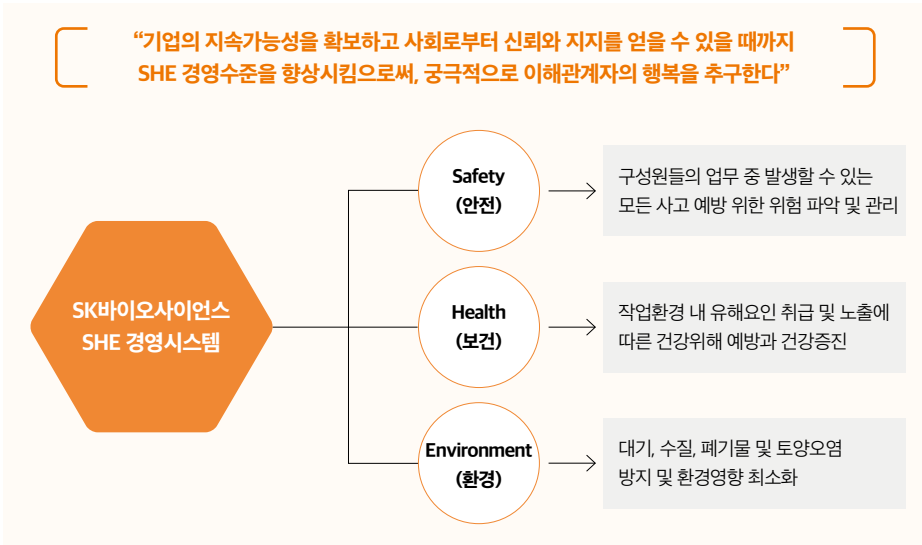 “기업의 지속가능성을 확보하고 사회로부터 신뢰와 지지를 얻을 수 있을 때까지
SHE 경영수준을 향상시킴으로써, 궁극적으로 이해관계자의 행복을 추구한다”
SK바이오사이언스
SHE 경영시스템
Safety
(안전)
구성원들의 업무 중 발생할 수 있는
모든 사고 예방 위한 위험 파악 및 관리
Health
(보건)
작업환경 내 유해요인 취급 및 노출에
따른 건강위해 예방과 건강증진
Environment
(환경)
대기, 수질, 폐기물 및 토양오염
방지 및 환경영향 최소화